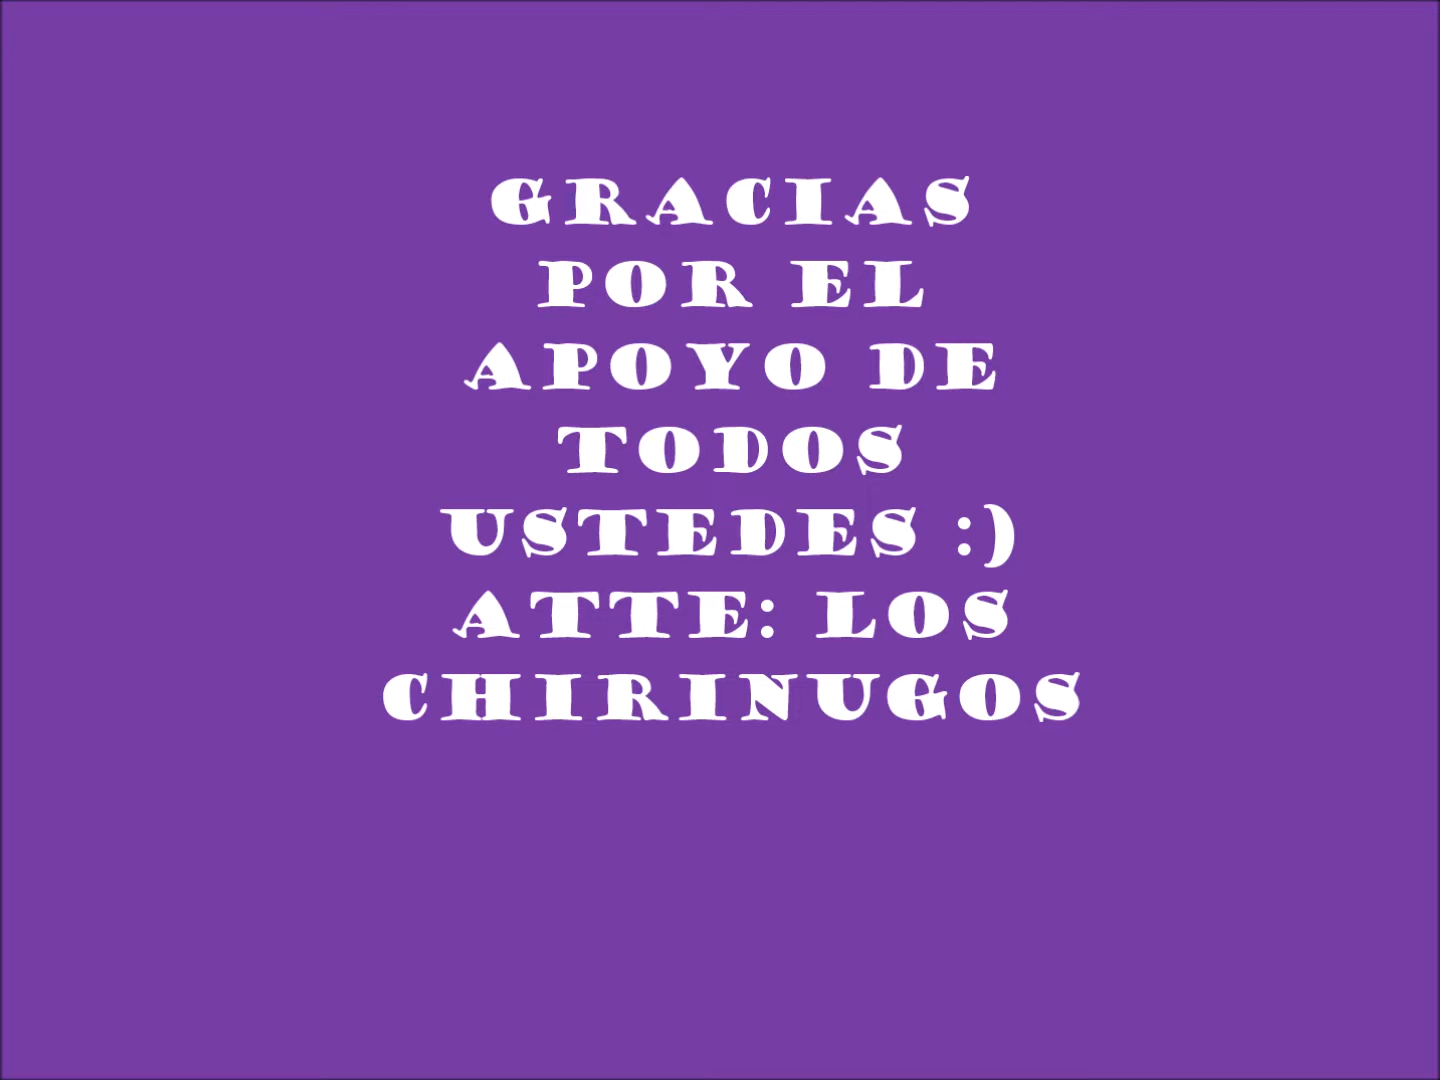 GRACIAS
POR EL
APOYO DE
TODOS
USTEDES :)
ATTE: LOS
CHIRINUGOS